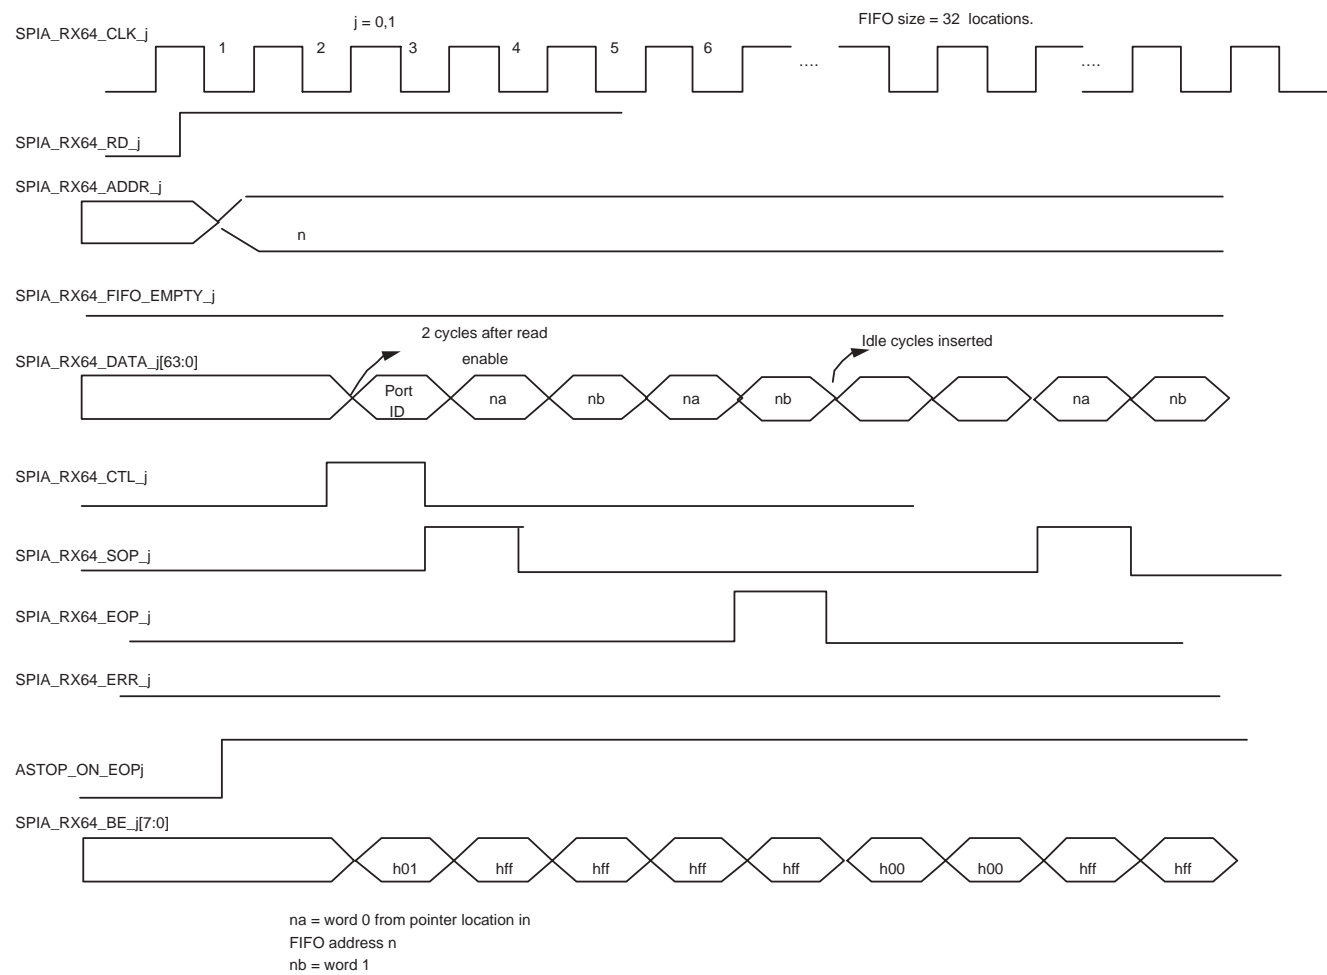 j = 0,1
FIFO size = 32 locations.
SPIA_RX64_CLK_j
1 2 3 4 5 6 .... ....
SPIA_RX64_RD_j
SPIA_RX64_ADDR_j
n
SPIA_RX64_FIFO_EMPTY_j
2 cycles after read
enable
Idle cycles inserted
SPIA_RX64_DATA_j[63:0]
Port
ID
na nb na nb na nb
SPIA_RX64_CTL_j
SPIA_RX64_SOP_j
SPIA_RX64_EOP_j
SPIA_RX64_ERR_j
ASTOP_ON_EOPj
SPIA_RX64_BE_j[7:0]
h01 hff hff hff hff h00 h00 hff hff
na = word 0 from pointer location in
FIFO address n
nb = word 1